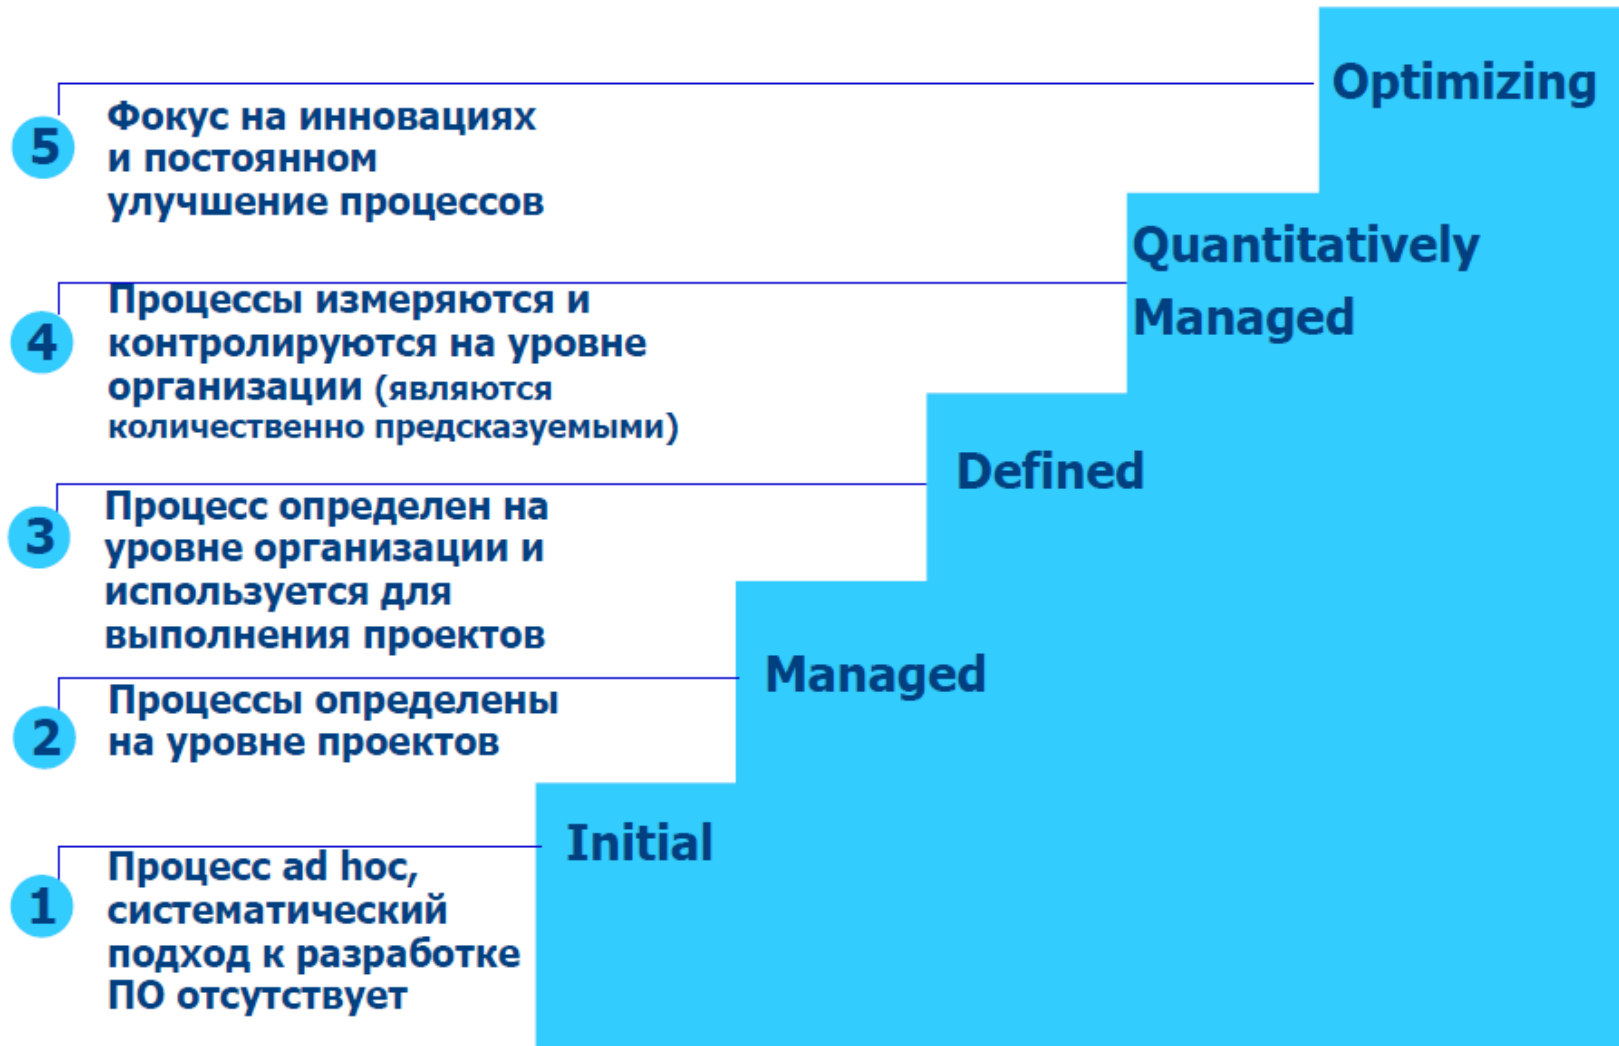 Optimizing
5
Фокус на инновациях
и постоянном
улучшение процессов
Quantitatively
Managed
4
Процессы измеряются и
контролируются на уровне
организации (являются
количественно предсказуемыми)
Defined
3
Процесс определен на
уровне организации и
используется для
выполнения проектов
Managed
2
Процессы определены
на уровне проектов
Initial
1
Процесс ad hoc,
систематический
подход к разработке
ПО отсутствует